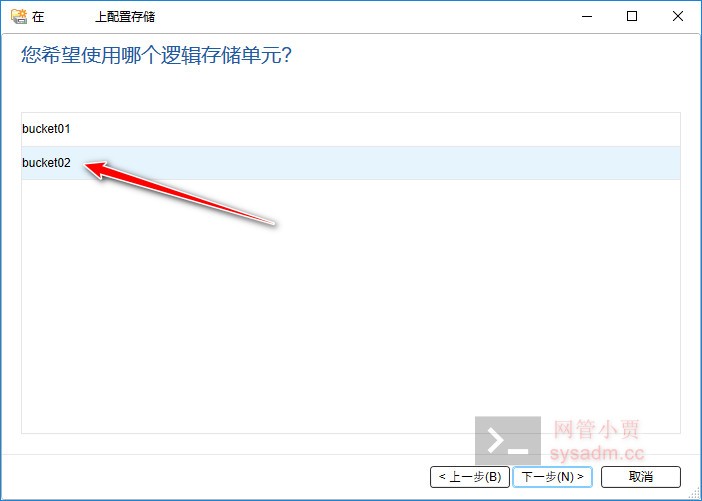 在 上配置存储
您希望使用哪个逻辑存储单元?
bucket01
bucket02
>_ 网管小贾
sysadm.cc
< 上一步(B) 下一步(N) > 取消